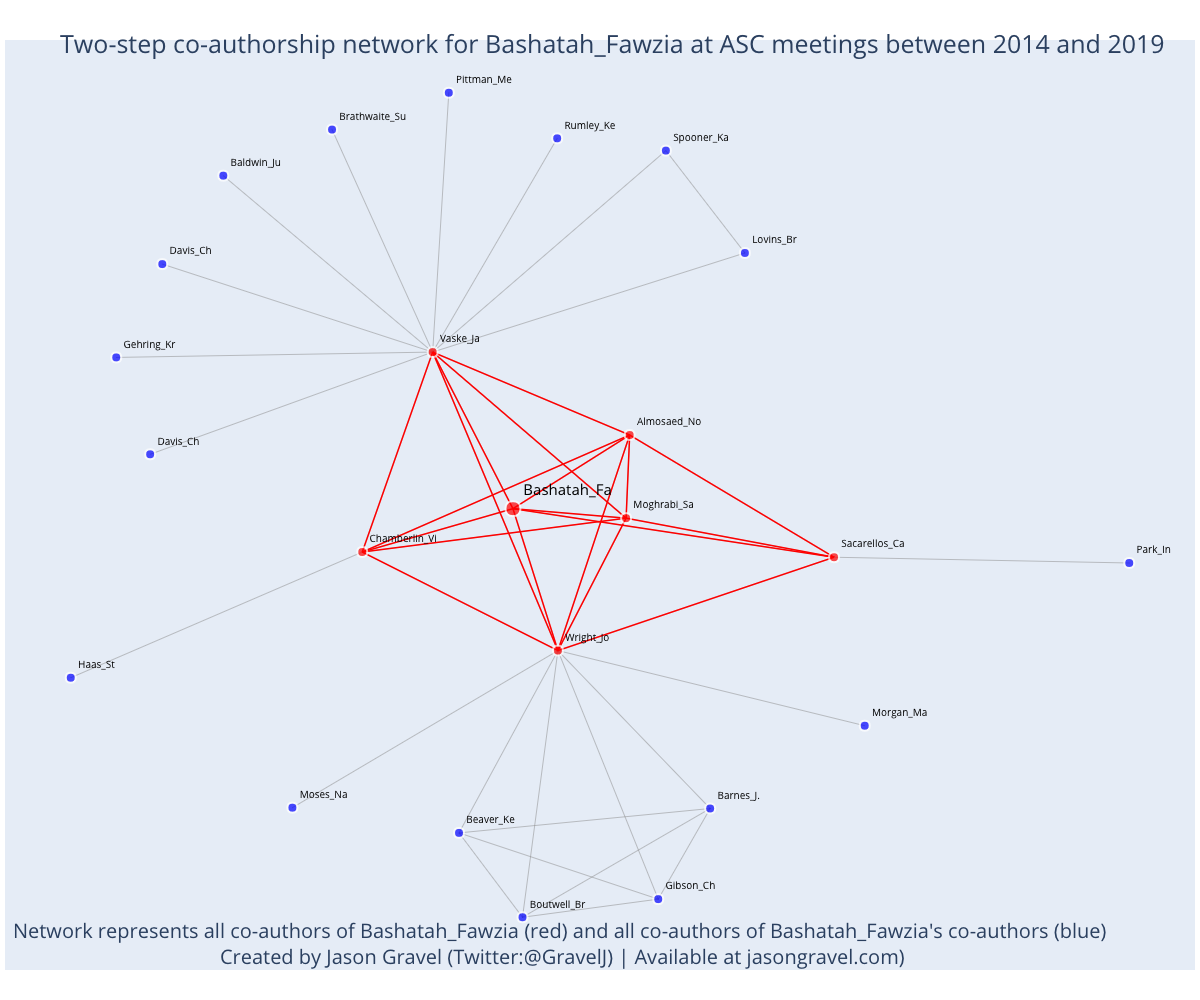 Two-step co-authorship network for Bashatah_Fawzia at ASC meetings between 2014 and 2019
Pittman_Me
Brathwaite_Su
Rumley_Ke
Spooner_Ka
Baldwin_Ju
Lovins_Br
Davis_Ch
Vaske_Ja
Gehring_Kr
Almosaed_No
Davis_Ch
Bashatah_Fa
Moghrabi_Sa
Chamberlin_Vi
Sacarellos_Ca
Park_In
Wright_Jo
Haas_St
Morgan_Ma
Moses_Na
Barnes_J.
Beaver_Ke
Gibson_Ch
Boutwell_Br
Network represents all co-authors of Bashatah_Fawzia (red) and all co-authors of Bashatah_Fawzia's co-authors (blue)
Created by Jason Gravel (Twitter:@GravelJ) | Available at jasongravel.com)